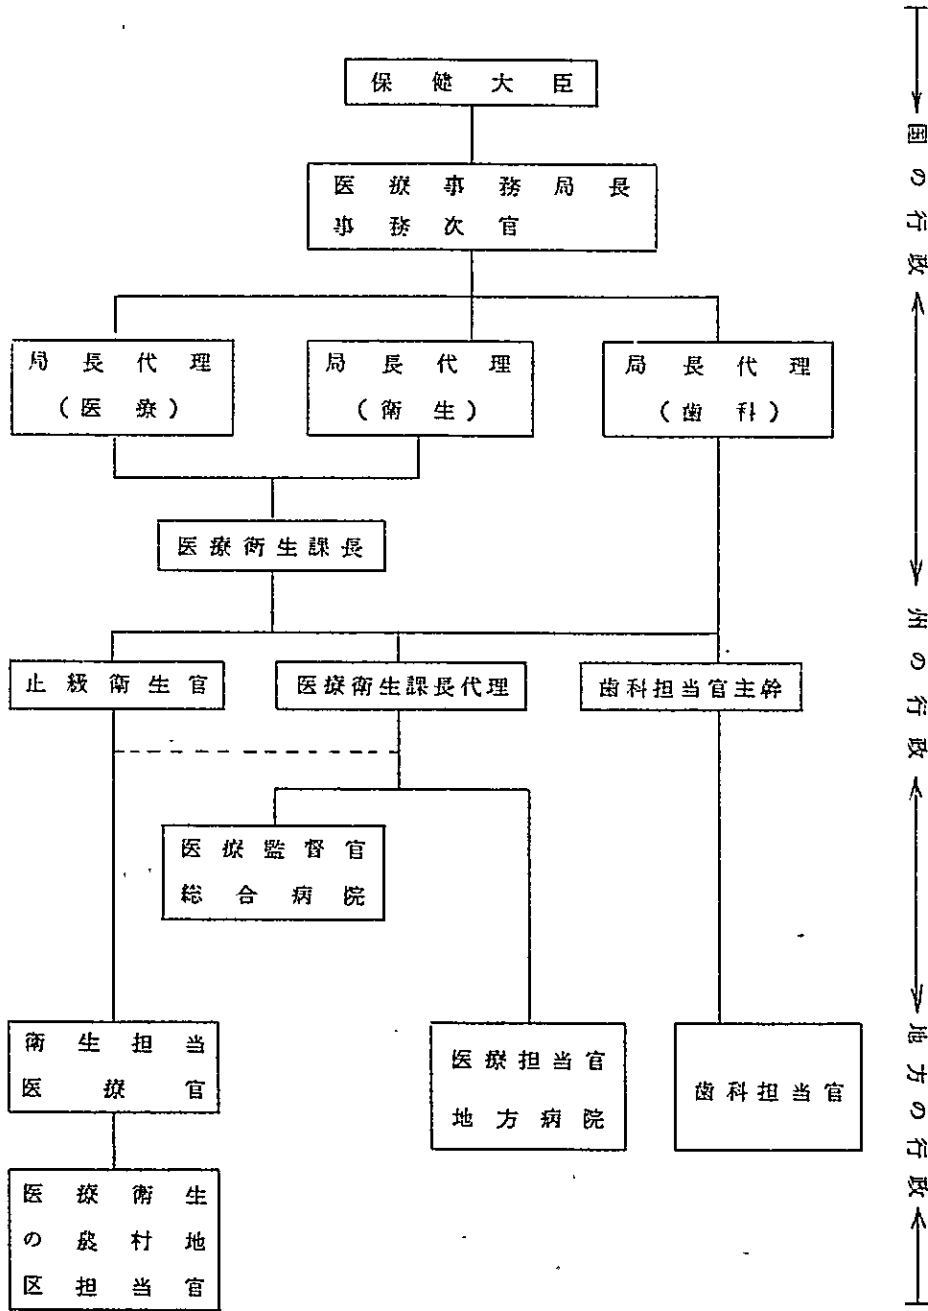 保健大臣
医療事務局長
事務次官
局長代理
（医療）
局長代理
（衛生）
局長代理
（歯科）
医療衛生課長
止級衛生官
医療衛生課長代理
歯科担当官主幹
医療監督官
総合病院
衛生担当
医療官
医療担当官
地方病院
歯科担当官
医療衛生
の農村地
区担当官
国の行政
州の行政
地方の行政